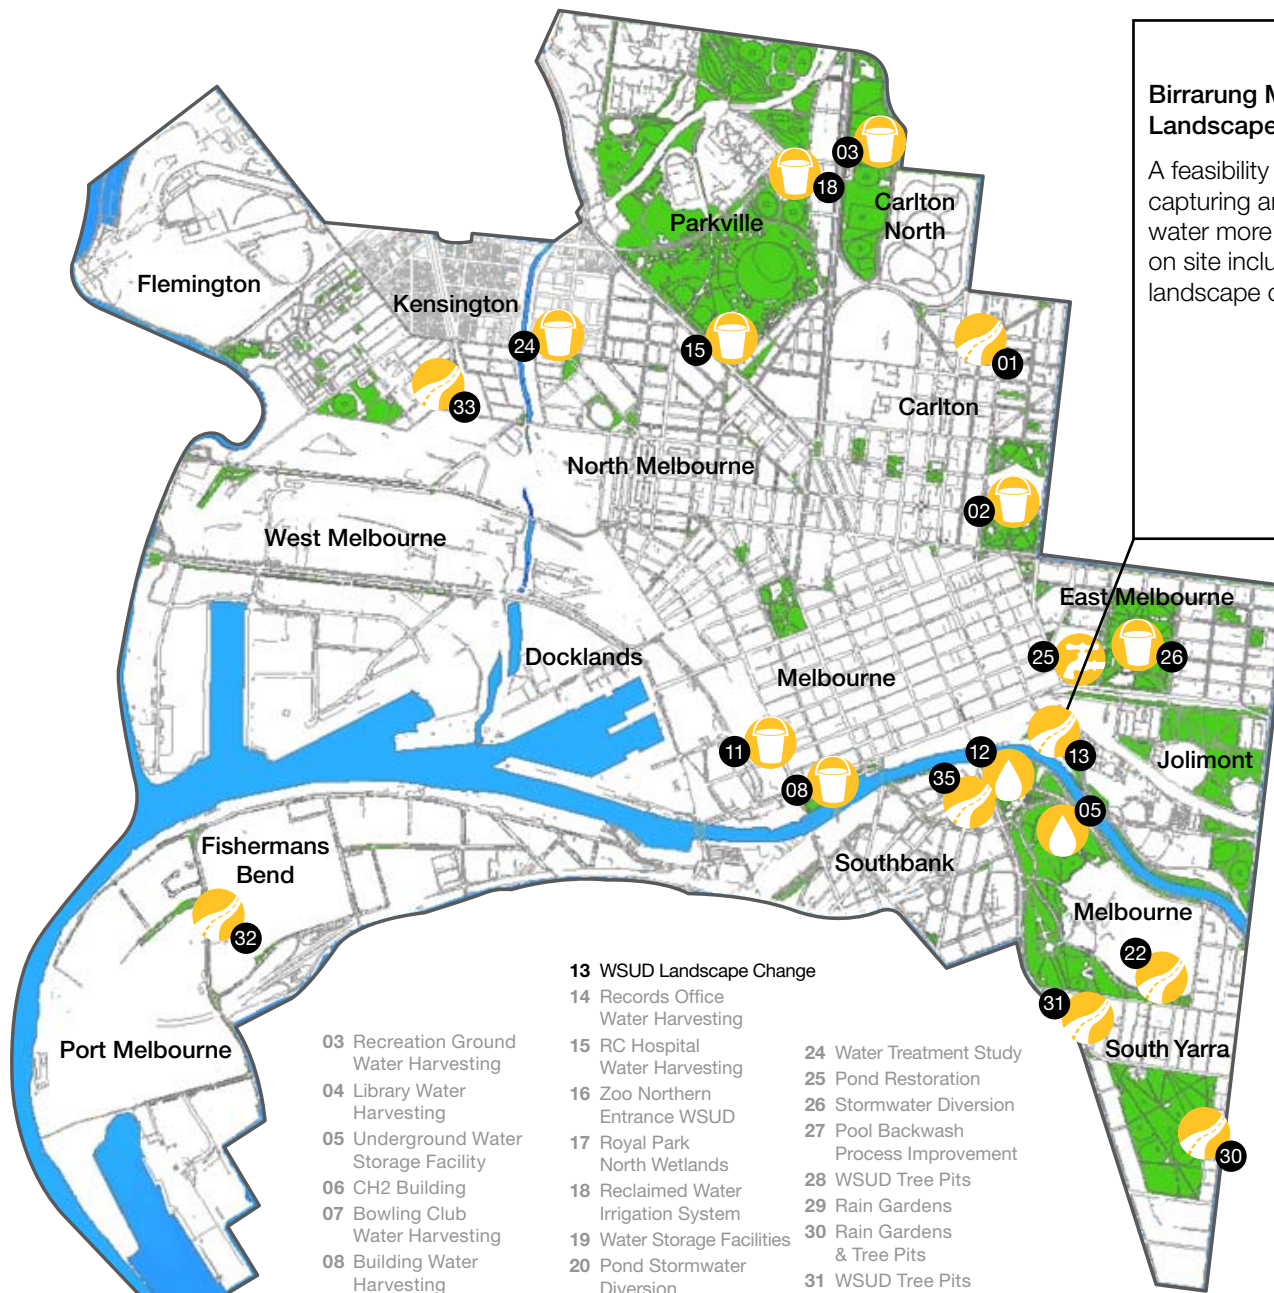 Birrarung M
Landscape
A feasibility
capturing an
water more
on site inclu
landscape c
03
18
Carlton
North
Parkville
Flemington
Kensington
24
15
01
33
Carlton
North Melbourne
02
West Melbourne
East Melbourne
25
26
Docklands
Melbourne
11
12
13
Jolimont
35
08
05
Fishermans
Bend
Southbank
Melbourne
32
22
31
Port Melbourne
South Yarra
30
03 Recreation Ground
Water Harvesting
04 Library Water
Harvesting
05 Underground Water
Storage Facility
06 CH2 Building
07 Bowling Club
Water Harvesting
08 Building Water
Harvesting
13 WSUD Landscape Change
14 Records Office
Water Harvesting
15 RC Hospital
Water Harvesting
16 Zoo Northern
Entrance WSUD
17 Royal Park
North Wetlands
18 Reclaimed Water
Irrigation System
19 Water Storage Facilities
20 Pond Stormwater
Diversion
24 Water Treatment Study
25 Pond Restoration
26 Stormwater Diversion
27 Pool Backwash
Process Improvement
28 WSUD Tree Pits
29 Rain Gardens
30 Rain Gardens
& Tree Pits
31 WSUD Tree Pits